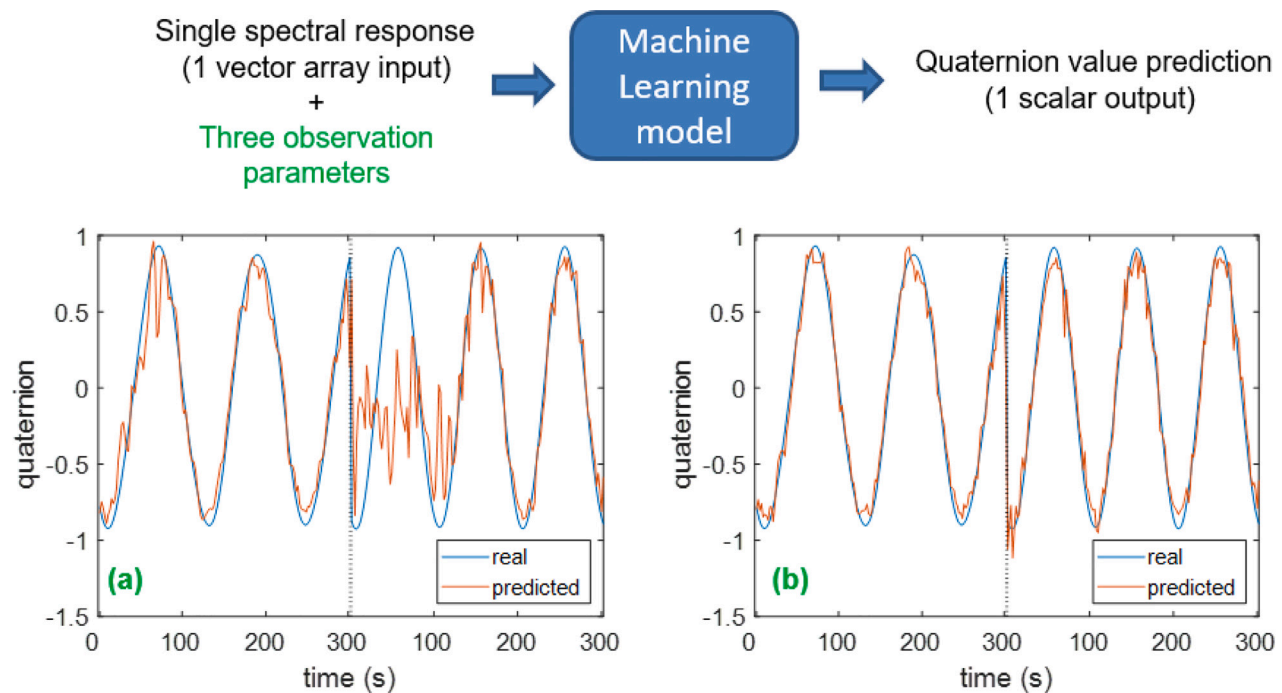 Single spectral response
(1 vector array input)
+
Three observation
parameters
Machine
Learning
model
Quaternion value prediction
(1 scalar output)
1
0.5
0
-0.5
-1
-1.5
quaternion
(a)
real
predicted
0 100 200 300 100 200 300
time (s)
1
0.5
0
-0.5
-1
-1.5
quaternion
(b)
real
predicted
0 100 200 300 100 200 300
time (s)